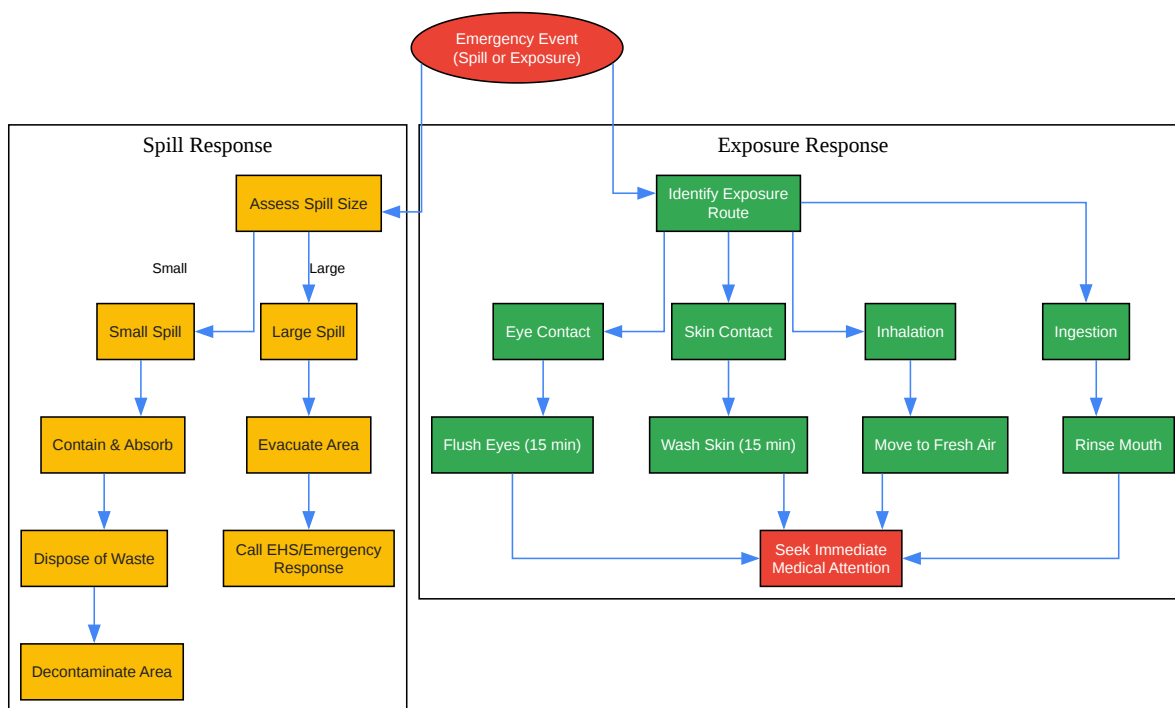 Emergency Event
(Spill or Exposure)
Spill Response
Assess Spill Size
Small
Large
Small Spill
Large Spill
Contain & Absorb
Evacuate Area
Dispose of Waste
Call EHS/Emergency
Response
Decontaminate Area
Exposure Response
Identify Exposure
Route
Eye Contact
Skin Contact
Inhalation
Ingestion
Flush Eyes (15 min)
Wash Skin (15 min)
Move to Fresh Air
Rinse Mouth
Seek Immediate
Medical Attention